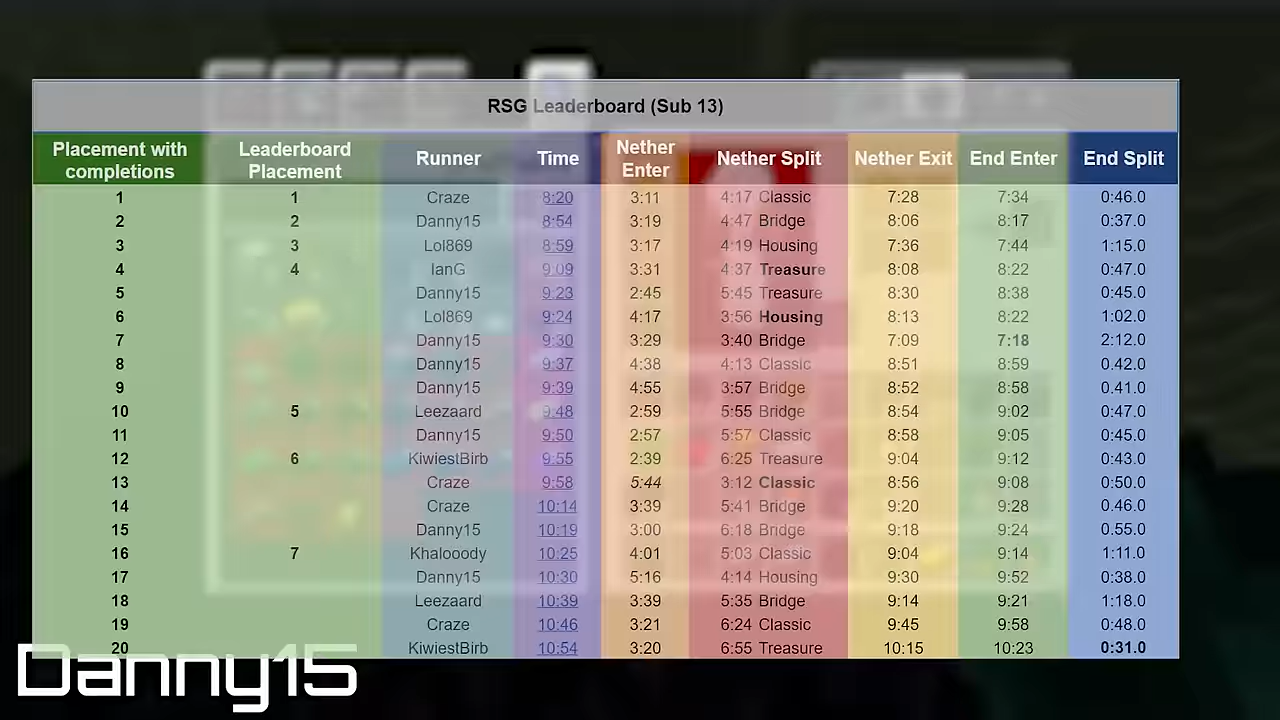 RSG Leaderboard (Sub 13)
Placement with completions Leaderboard Placement Runner Time Nether Enter Nether Split Nether Exit End Enter End Split
1 1 Craze 8:20 3:11 4:17 Classic 7:28 7:34 0:46.0
2 2 Danny15 8:54 3:19 4:47 Bridge 8:06 8:17 0:37.0
3 3 Lol869 8:59 3:17 4:19 Housing 7:36 7:44 1:15.0
4 4 IanG 9:09 3:31 4:37 Treasure 8:08 8:22 0:47.0
5 Danny15 9:23 2:45 5:45 Treasure 8:30 8:38 0:45.0
6 Lol869 9:24 4:17 3:56 Housing 8:13 8:22 1:02.0
7 Danny15 9:30 3:29 3:40 Bridge 7:09 7:18 2:12.0
8 Danny15 9:37 4:38 4:13 Classic 8:51 8:59 0:42.0
9 Danny15 9:39 4:55 3:57 Bridge 8:52 8:58 0:41.0
10 5 Leezaard 9:48 2:59 5:55 Bridge 8:54 9:02 0:47.0
11 Danny15 9:50 2:57 5:57 Classic 8:58 9:05 0:45.0
12 6 KiwiestBirb 9:55 2:39 6:25 Treasure 9:04 9:12 0:43.0
13 Craze 9:58 5:44 3:12 Classic 8:56 9:08 0:50.0
14 Craze 10:14 3:39 5:41 Bridge 9:20 9:28 0:46.0
15 Danny15 10:19 3:00 6:18 Bridge 9:18 9:24 0:55.0
16 7 Khalooody 10:25 4:01 5:03 Classic 9:04 9:14 1:11.0
17 Danny15 10:30 5:16 4:14 Housing 9:30 9:52 0:38.0
18 Leezaard 10:39 3:39 5:35 Bridge 9:14 9:21 1:18.0
19 Craze 10:46 3:21 6:24 Classic 9:45 9:58 0:48.0
20 KiwiestBirb 10:54 3:20 6:55 Treasure 10:15 10:23 0:31.0
Danny15